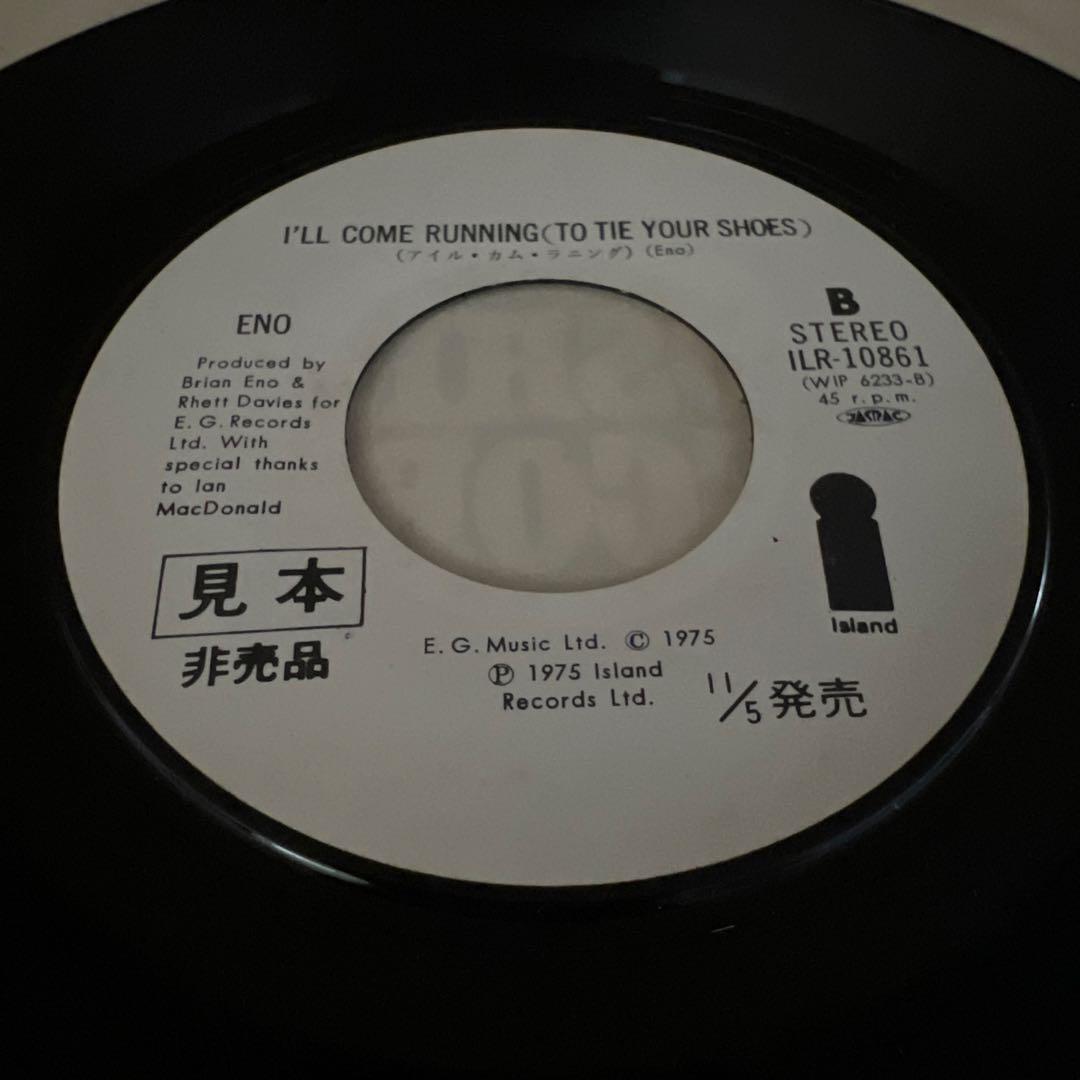 I'LL COME RUNNING(TO TIE YOUR SHOES)
(アイル・カム・ラニング) (Eno)
ENO
Produced by
Brian Eno &
Rhett Davies for
E. G. Records
Ltd. With
special thanks
to Ian
MacDonald
B
STEREO
ILR-10861
(WIP 6233-B)
45 r.p.m.
JASRAC
Island
見本
非売品
E. G. Music Ltd. © 1975
℗ 1975 Island
Records Ltd.
11/5発売